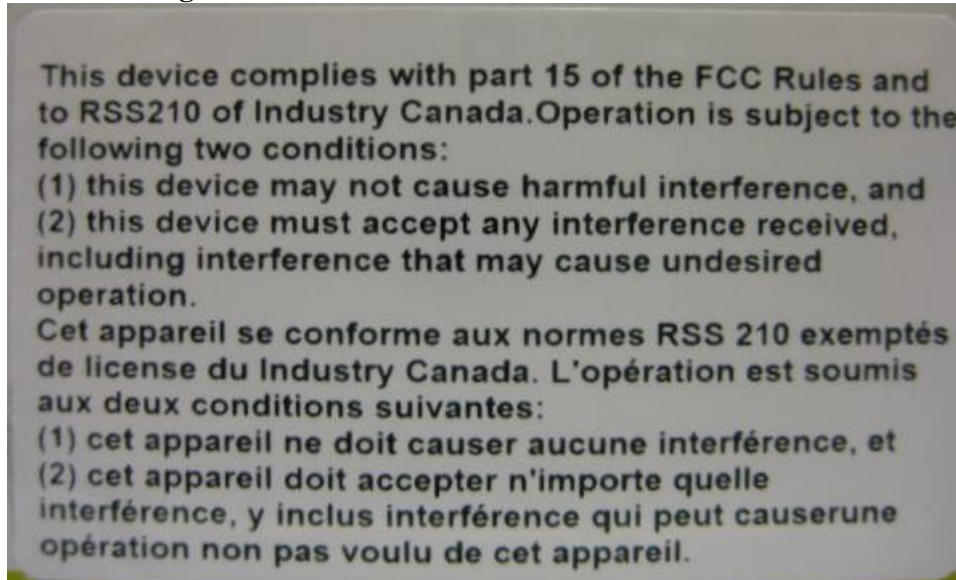 This device complies with part 15 of the FCC Rules and
to RSS210 of Industry Canada.Operation is subject to the
following two conditions:
(1) this device may not cause harmful interference, and
(2) this device must accept any interference received,
including interference that may cause undesired
operation.
Cet appareil se conforme aux normes RSS 210 exemptés
de license du Industry Canada. L'opération est soumis
aux deux conditions suivantes:
(1) cet appareil ne doit causer aucune interférence, et
(2) cet appareil doit accepter n'importe quelle
interférence, y inclus interférence qui peut causerune
opération non pas voulu de cet appareil.